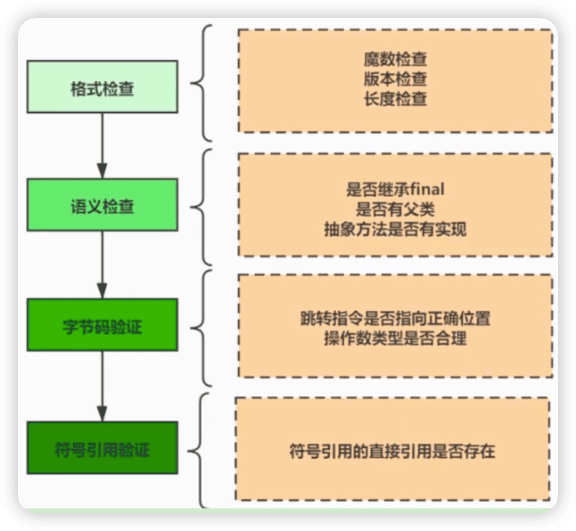 格式检查
魔数检查
版本检查
长度检查
语义检查
是否继承final
是否有父类
抽象方法是否有实现
字节码验证
跳转指令是否指向正确位置
操作数类型是否合理
符号引用验证
符号引用的直接引用是否存在